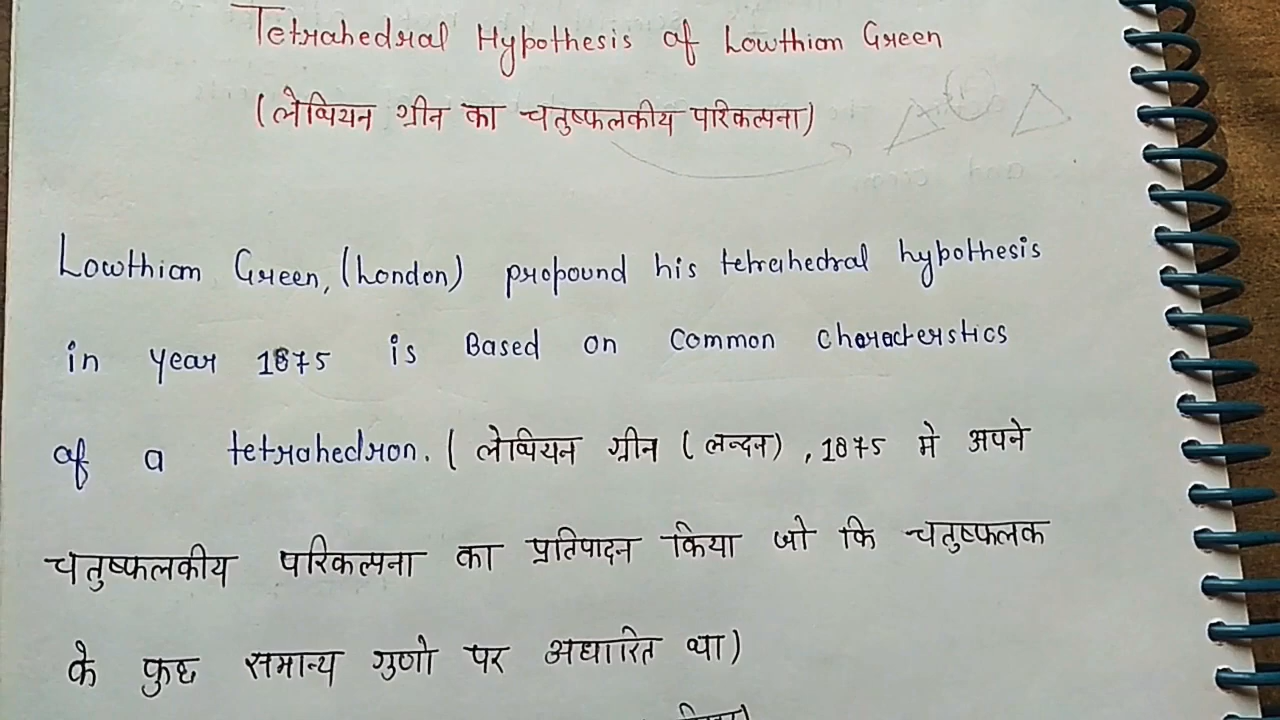 Tetrahedral Hypothesis of Lowthian Green
(लोथियन ग्रीन का चतुष्फलकीय परिकल्पना)
Lowthian Green, (London) propound his tetrahedral hypothesis
in year 1875 is Based on common characterstics
of a tetrahedron. ( लोथियन ग्रीन ( लन्दन) , 1875 मे अपने
चतुष्फलकीय परिकल्पना का प्रतिपादन किया जो कि चतुष्फलक
के कुछ समान्य गुणो पर अधारित था)